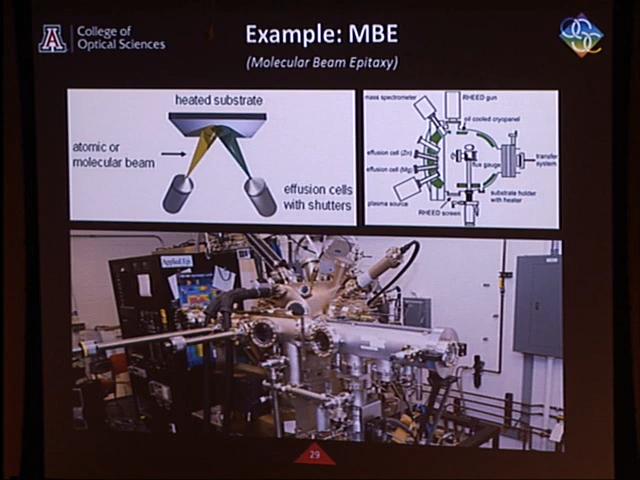 College of
Optical Sciences
Example: MBE
(Molecular Beam Epitaxy)
heated substrate
atomic or
molecular beam
effusion cells
with shutters
mass spectrometer
RHEED gun
oil cooled cryopanel
effusion cell (Zn)
effusion cell (Mg)
flux gauge
transfer
system
plasma source
substrate holder
with heater
RHEED screen
Applied Epi
29